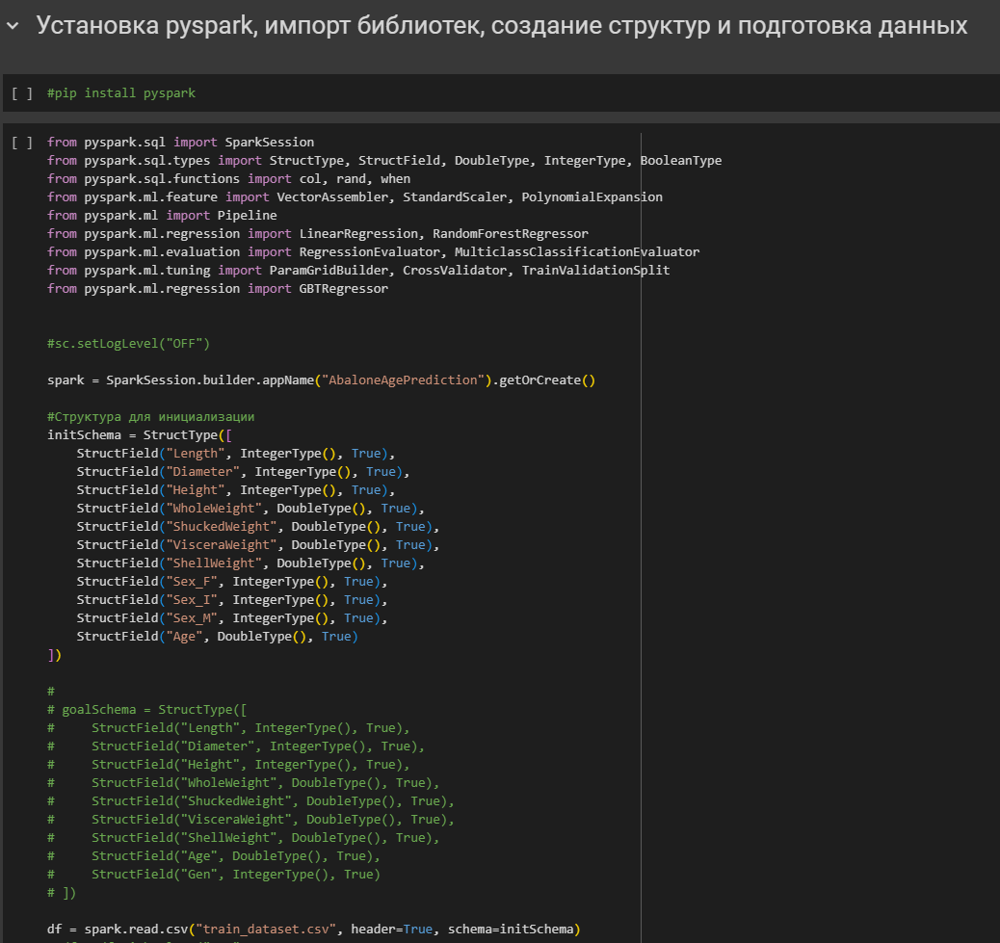 Установка pyspark, импорт библиотек, создание структур и подготовка данных
[ ] #pip install pyspark
[ ] from pyspark.sql import SparkSession
from pyspark.sql.types import StructType, StructField, DoubleType, IntegerType, BooleanType
from pyspark.sql.functions import col, rand, when
from pyspark.ml.feature import VectorAssembler, StandardScaler, PolynomialExpansion
from pyspark.ml import Pipeline
from pyspark.ml.regression import LinearRegression, RandomForestRegressor
from pyspark.ml.evaluation import RegressionEvaluator, MulticlassClassificationEvaluator
from pyspark.ml.tuning import ParamGridBuilder, CrossValidator, TrainValidationSplit
from pyspark.ml.regression import GBTRegressor
#sc.setLogLevel("OFF")
spark = SparkSession.builder.appName("AbaloneAgePrediction").getOrCreate()
#Структура для инициализации
initSchema = StructType([
    StructField("Length", IntegerType(), True),
    StructField("Diameter", IntegerType(), True),
    StructField("Height", IntegerType(), True),
    StructField("WholeWeight", DoubleType(), True),
    StructField("ShuckedWeight", DoubleType(), True),
    StructField("VisceraWeight", DoubleType(), True),
    StructField("ShellWeight", DoubleType(), True),
    StructField("Sex_F", IntegerType(), True),
    StructField("Sex_I", IntegerType(), True),
    StructField("Sex_M", IntegerType(), True),
    StructField("Age", DoubleType(), True)
])
#
# goalSchema = StructType([
#     StructField("Length", IntegerType(), True),
#     StructField("Diameter", IntegerType(), True),
#     StructField("Height", IntegerType(), True),
#     StructField("WholeWeight", DoubleType(), True),
#     StructField("ShuckedWeight", DoubleType(), True),
#     StructField("VisceraWeight", DoubleType(), True),
#     StructField("ShellWeight", DoubleType(), True),
#     StructField("Age", DoubleType(), True),
#     StructField("Gen", IntegerType(), True)
# ])
df = spark.read.csv("train_dataset.csv", header=True, schema=initSchema)